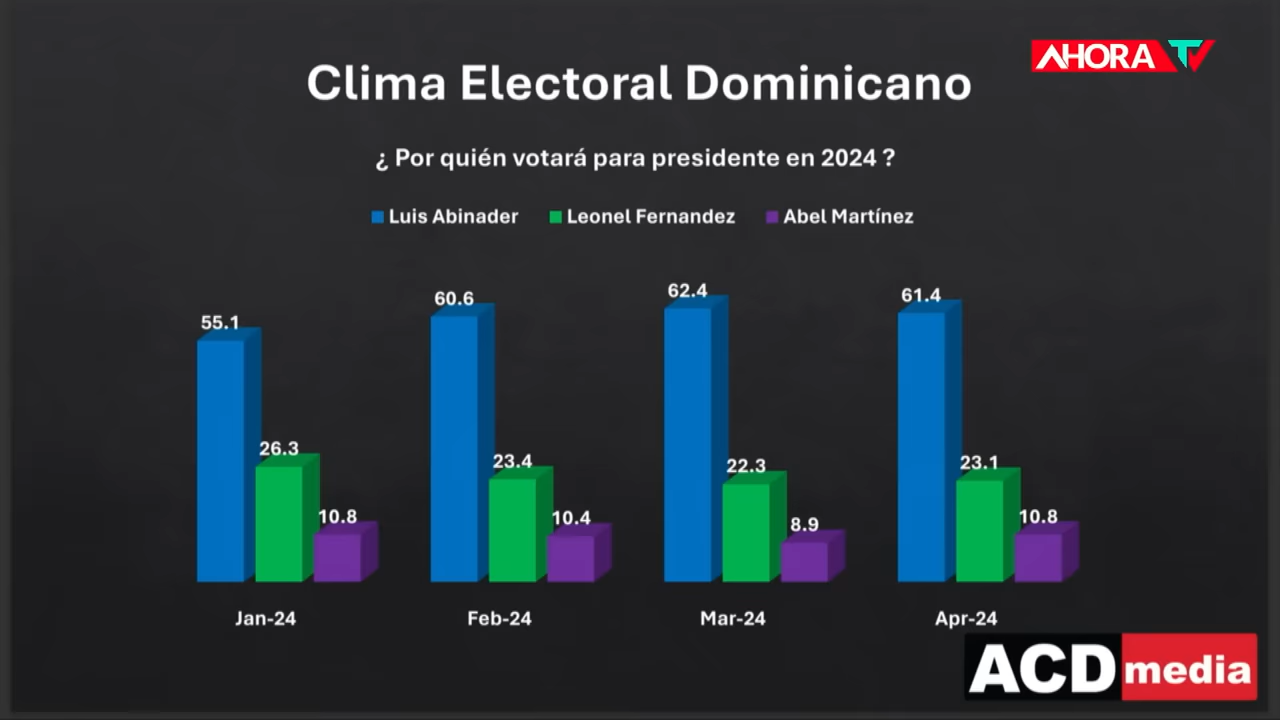 AHORA TV
Clima Electoral Dominicano
¿ Por quién votará para presidente en 2024 ?
Luis Abinader Leonel Fernandez Abel Martínez
55.1 26.3 10.8
60.6 23.4 10.4
62.4 22.3 8.9
61.4 23.1 10.8
Jan-24 Feb-24 Mar-24 Apr-24
ACD media